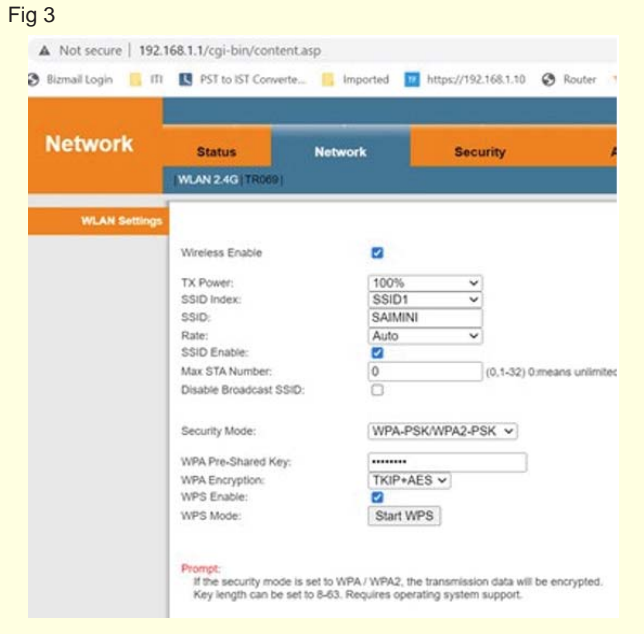 Fig 3
Not secure | 192.168.1.1/cgi-bin/content.asp
Bizmail Login ITI PST to IST Converte... Imported https://192.168.1.10 Router
Network
Status Network Security A
| WLAN 2.4G | TR069 |
WLAN Settings
Wireless Enable
TX Power: 100%
SSID Index: SSID1
SSID: SAIMINI
Rate: Auto
SSID Enable:
Max STA Number: 0 (0,1-32) 0:means unlimited
Disable Broadcast SSID:
Security Mode: WPA-PSK/WPA2-PSK
WPA Pre-Shared Key: ••••••••
WPA Encryption: TKIP+AES
WPS Enable:
WPS Mode: Start WPS
Prompt:
If the security mode is set to WPA / WPA2, the transmission data will be encrypted.
Key length can be set to 8-63. Requires operating system support.